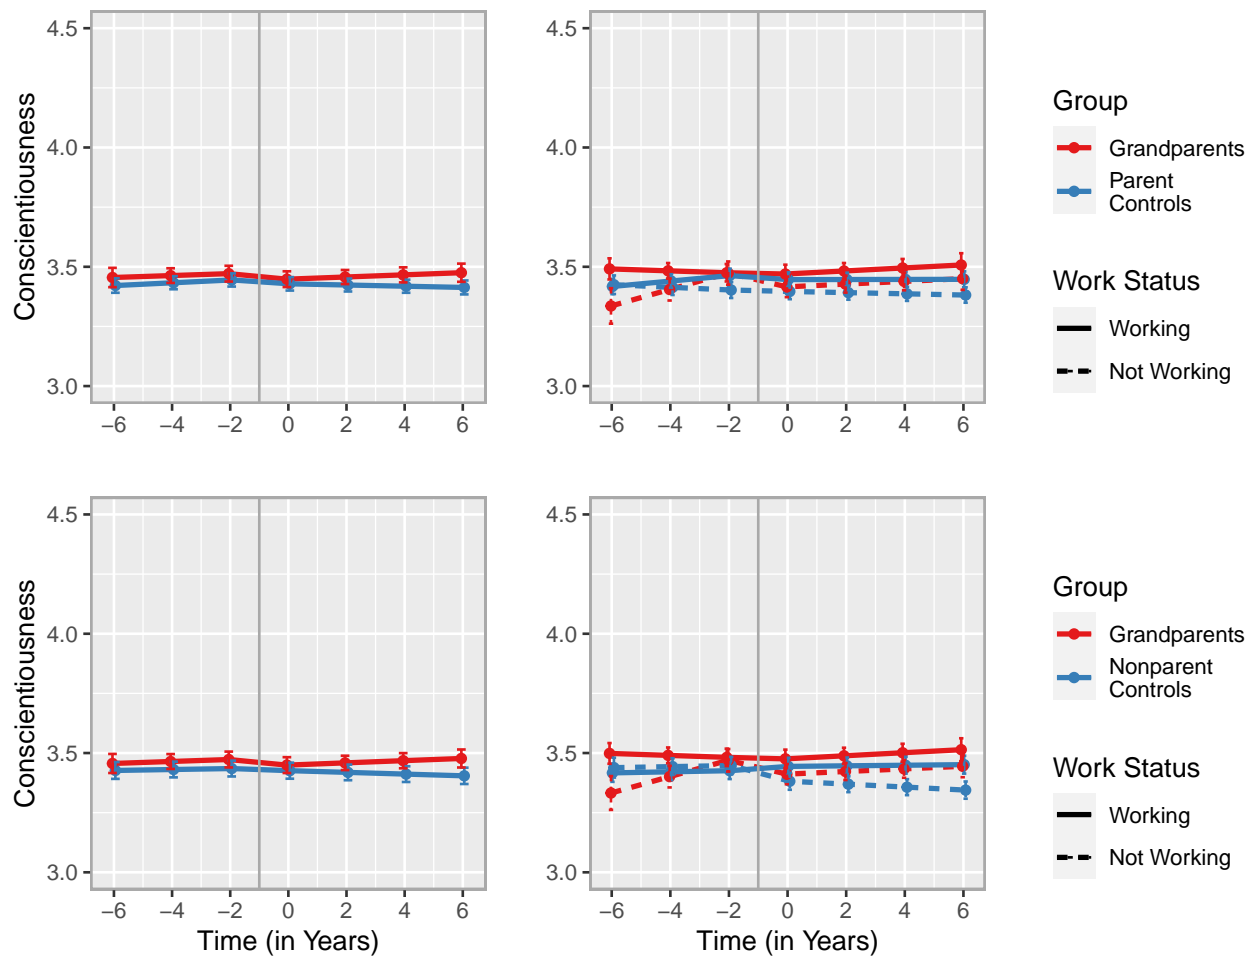 4.5
4.0
3.5
3.0
Conscientiousness
−6 −4 −2 0 2 4 6
4.5
4.0
3.5
3.0
−6 −4 −2 0 2 4 6
Group
Grandparents
Parent
Controls
Work Status
Working
Not Working
4.5
4.0
3.5
3.0
Conscientiousness
−6 −4 −2 0 2 4 6
Time (in Years)
4.5
4.0
3.5
3.0
−6 −4 −2 0 2 4 6
Time (in Years)
Group
Grandparents
Nonparent
Controls
Work Status
Working
Not Working